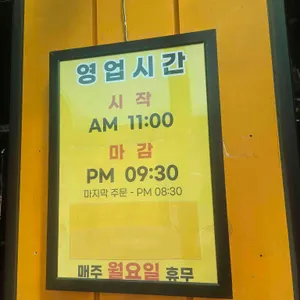 영업시간
시작
AM 11:00
마감
PM 09:30
마지막 주문 - PM 08:30
매주 월요일 휴무